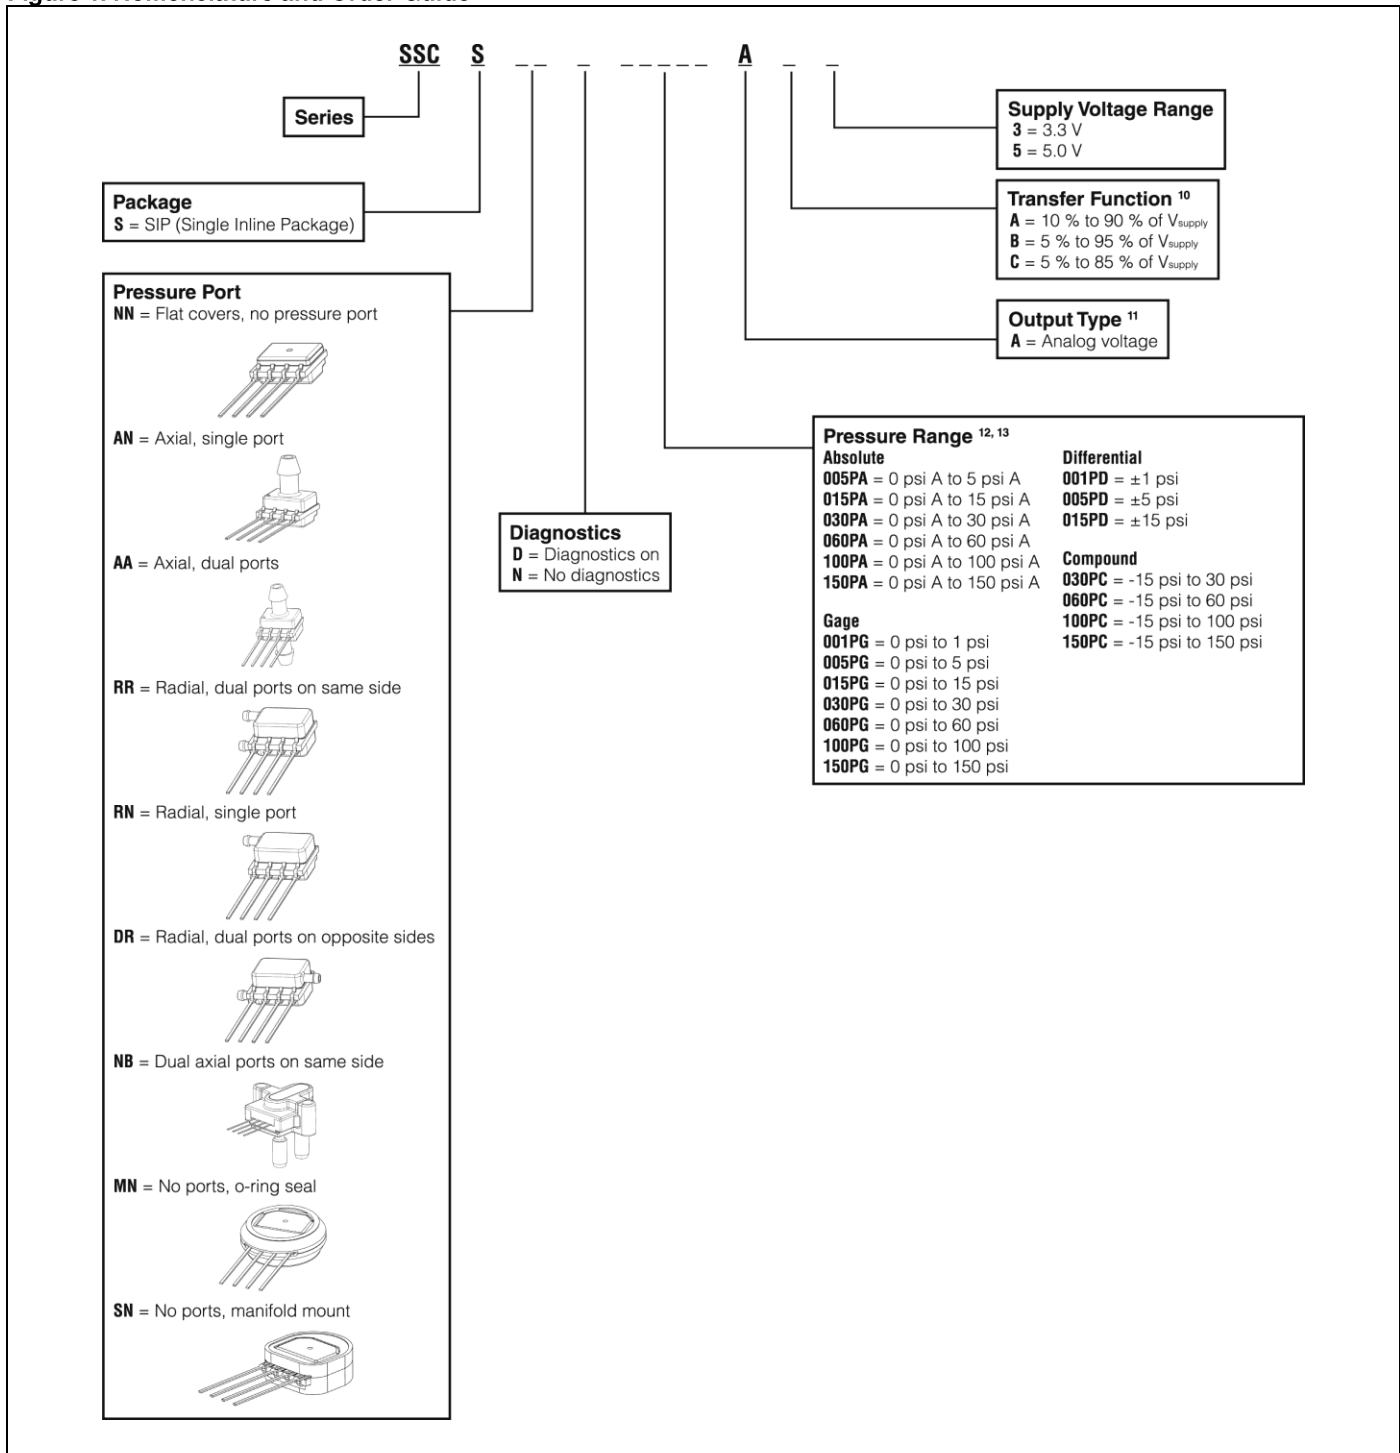 SSC S _ _ _ _ _ _ _ _ A _ _
Series
Supply Voltage Range
3 = 3.3 V
5 = 5.0 V
Package
S = SIP (Single Inline Package)
Transfer Function 10
A = 10 % to 90 % of Vsupply
B = 5 % to 95 % of Vsupply
C = 5 % to 85 % of Vsupply
Pressure Port
NN = Flat covers, no pressure port
AN = Axial, single port
AA = Axial, dual ports
RR = Radial, dual ports on same side
RN = Radial, single port
DR = Radial, dual ports on opposite sides
NB = Dual axial ports on same side
MN = No ports, o-ring seal
SN = No ports, manifold mount
Output Type 11
A = Analog voltage
Diagnostics
D = Diagnostics on
N = No diagnostics
Pressure Range 12, 13
Absolute
005PA = 0 psi A to 5 psi A
015PA = 0 psi A to 15 psi A
030PA = 0 psi A to 30 psi A
060PA = 0 psi A to 60 psi A
100PA = 0 psi A to 100 psi A
150PA = 0 psi A to 150 psi A
Gage
001PG = 0 psi to 1 psi
005PG = 0 psi to 5 psi
015PG = 0 psi to 15 psi
030PG = 0 psi to 30 psi
060PG = 0 psi to 60 psi
100PG = 0 psi to 100 psi
150PG = 0 psi to 150 psi
Differential
001PD = ±1 psi
005PD = ±5 psi
015PD = ±15 psi
Compound
030PC = -15 psi to 30 psi
060PC = -15 psi to 60 psi
100PC = -15 psi to 100 psi
150PC = -15 psi to 150 psi